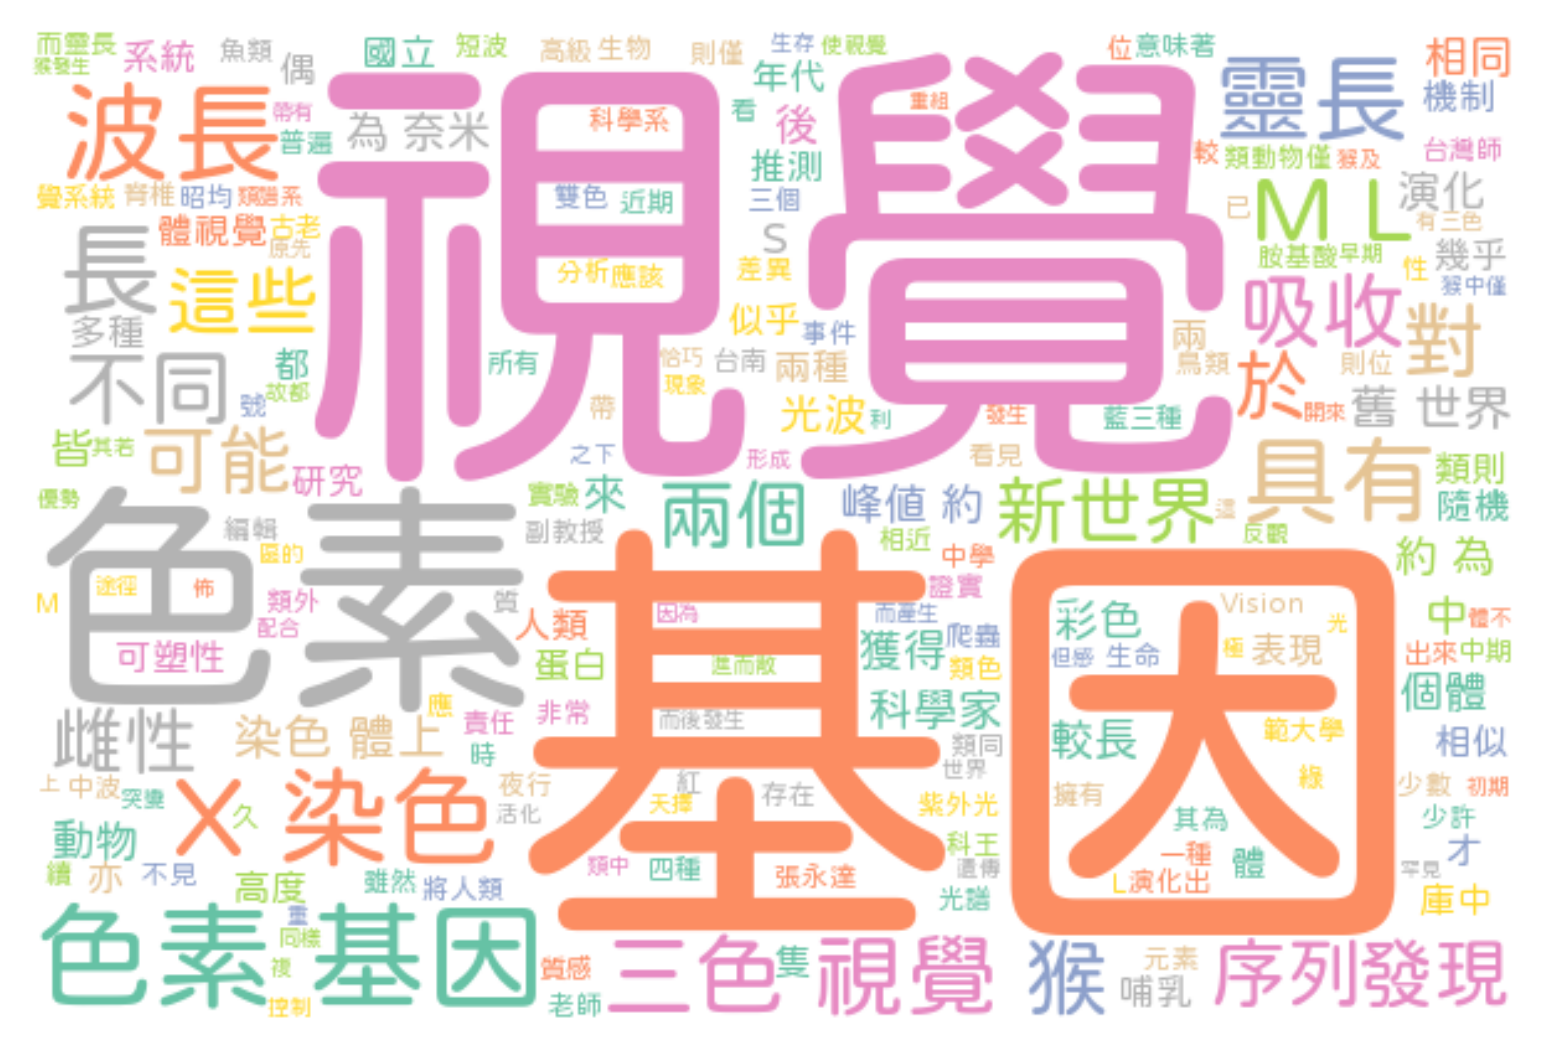 而靈長
猴發生
系統
魚類
偶
國立
短波
高級 生物
則僅
生存
使視覺
位
意味著
相同
波長
帶有
普遍
為 奈米
視覺
科學系
年代
看
後
重組
靈長
機制
推測
較
類動物僅
猴及
台灣師
覺系統
脊椎
昭均
類譜系
雙色
近期
三個
已
M L
演化
有三色
體視覺
古老
原先
S
胺基酸
早期
幾乎
長
這些
分析
應該
差異
性
猴中僅
多種
似乎
事件
兩
吸收
對
不同
都
所有
恰巧
台南
兩種
鳥類
於
則位
號
故都
現象
帶
光波
利
發生
藍三種
開來
舊 世界
皆
其若
可能
研究
之下
形成
看見
具有
類則
優勢
實驗
來
兩個
峰值 約
新世界
這
隨機
色素
編輯
副教授
相近
反觀
區的
中學
約 為
M
途徑
佈
類外
質
基因
證實
Vision
配合
人類
因為
而產生
彩色
光
中
體不
可塑性
蛋白
進而敵
獲得
爬蟲
類色
但感
生命
極
表現
出來
中期
雌性
染色 體上
應
責任
非常
而後發生
科學家
較長
範大學
個體
時
類同
世界
相似
上
中波
突變
X 染色
夜行
紅
天擇
存在
紫外光
擁有
綠
少數
初期
久
活化
其為
少許
動物
科王
一種
才
續
亦
不見
高度
雖然
將人類
類中
四種
張永達
遺傳
L
演化出
體
罕見
光譜
庫中
色素 基因
重
同樣
複
控制
質感
老師
三色 視覺
隻
猴
元素
哺乳
序列發現